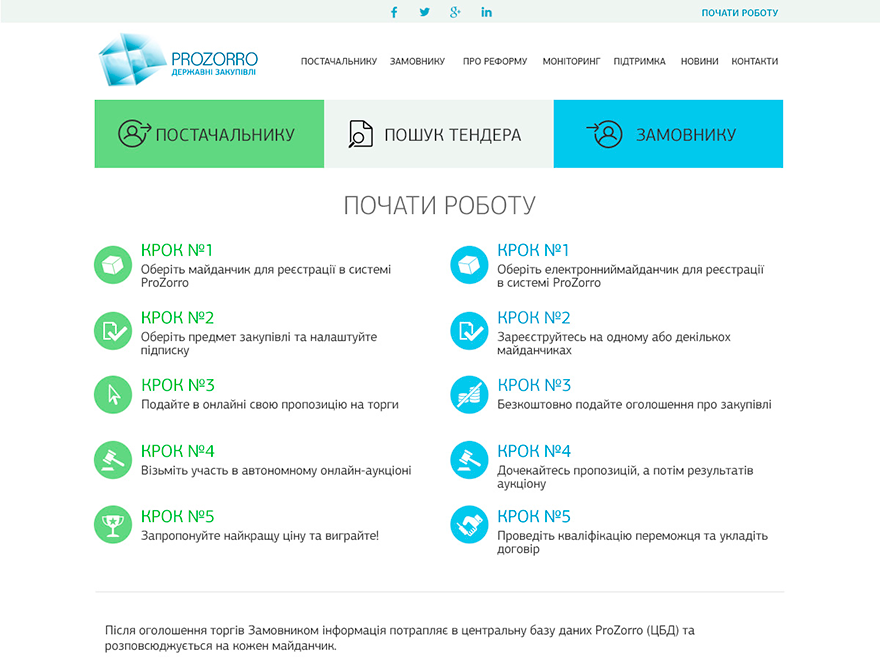 ПОЧАТИ РОБОТУ
PROZORRO
ДЕРЖАВНІ ЗАКУПІВЛІ
ПОСТАЧАЛЬНИКУ ЗАМОВНИКУ ПРО РЕФОРМУ МОНІТОРИНГ ПІДТРИМКА НОВИНИ КОНТАКТИ
ПОСТАЧАЛЬНИКУ ПОШУК ТЕНДЕРА ЗАМОВНИКУ
ПОЧАТИ РОБОТУ
КРОК №1
Оберіть майданчик для реєстрації в системі
ProZorro
КРОК №2
Оберіть предмет закупівлі та налаштуйте
підписку
КРОК №3
Подайте в онлайні свою пропозицію на торги
КРОК №4
Візьміть участь в автономному онлайн-аукціоні
КРОК №5
Запропонуйте найкращу ціну та виграйте!
КРОК №1
Оберіть електронниймайданчик для реєстрації
в системі ProZorro
КРОК №2
Зареєструйтесь на одному або декількох
майданчиках
КРОК №3
Безкоштовно подайте оголошення про закупівлі
КРОК №4
Дочекайтесь пропозицій, а потім результатів
аукціону
КРОК №5
Проведіть кваліфікацію переможця та укладіть
договір
Після оголошення торгів Замовником інформація потрапляє в центральну базу даних ProZorro (ЦБД) та
розповсюджується на кожен майданчик.